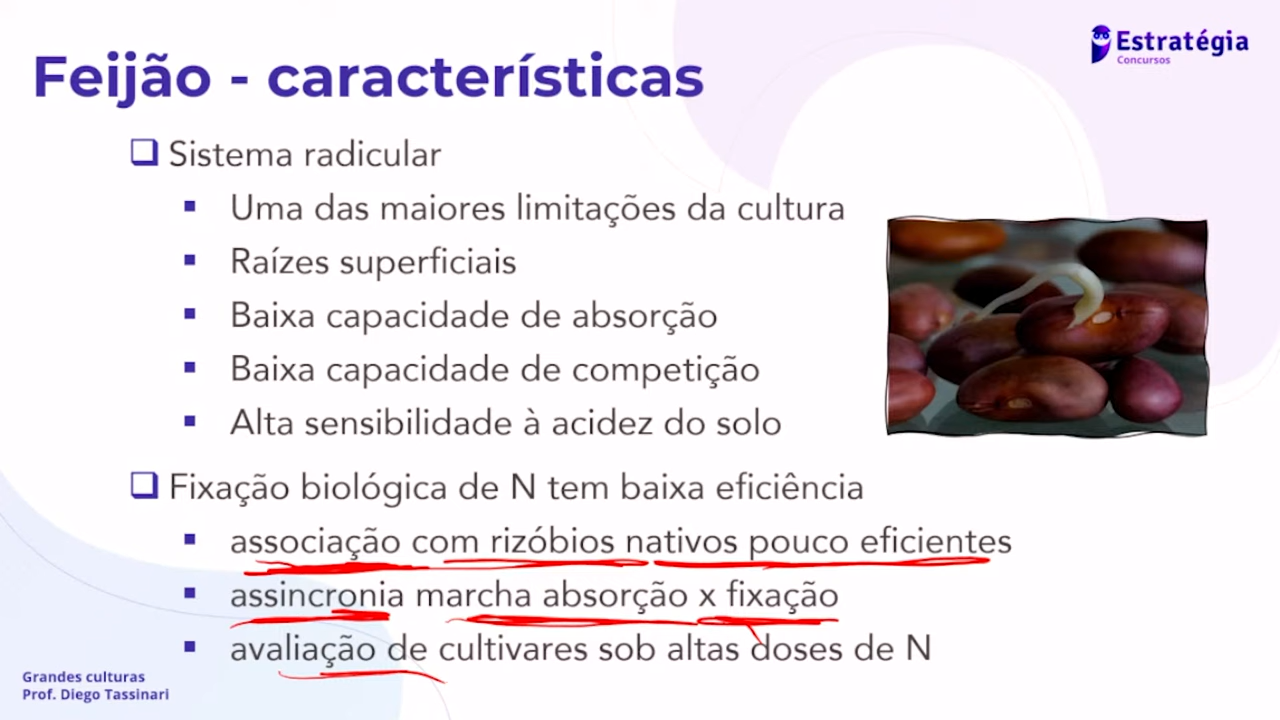 Estratégia
Concursos
Feijão - características
Sistema radicular
Uma das maiores limitações da cultura
Raízes superficiais
Baixa capacidade de absorção
Baixa capacidade de competição
Alta sensibilidade à acidez do solo
Fixação biológica de N tem baixa eficiência
associação com rizóbios nativos pouco eficientes
assincronia marcha absorção x fixação
avaliação de cultivares sob altas doses de N
Grandes culturas
Prof. Diego Tassinari